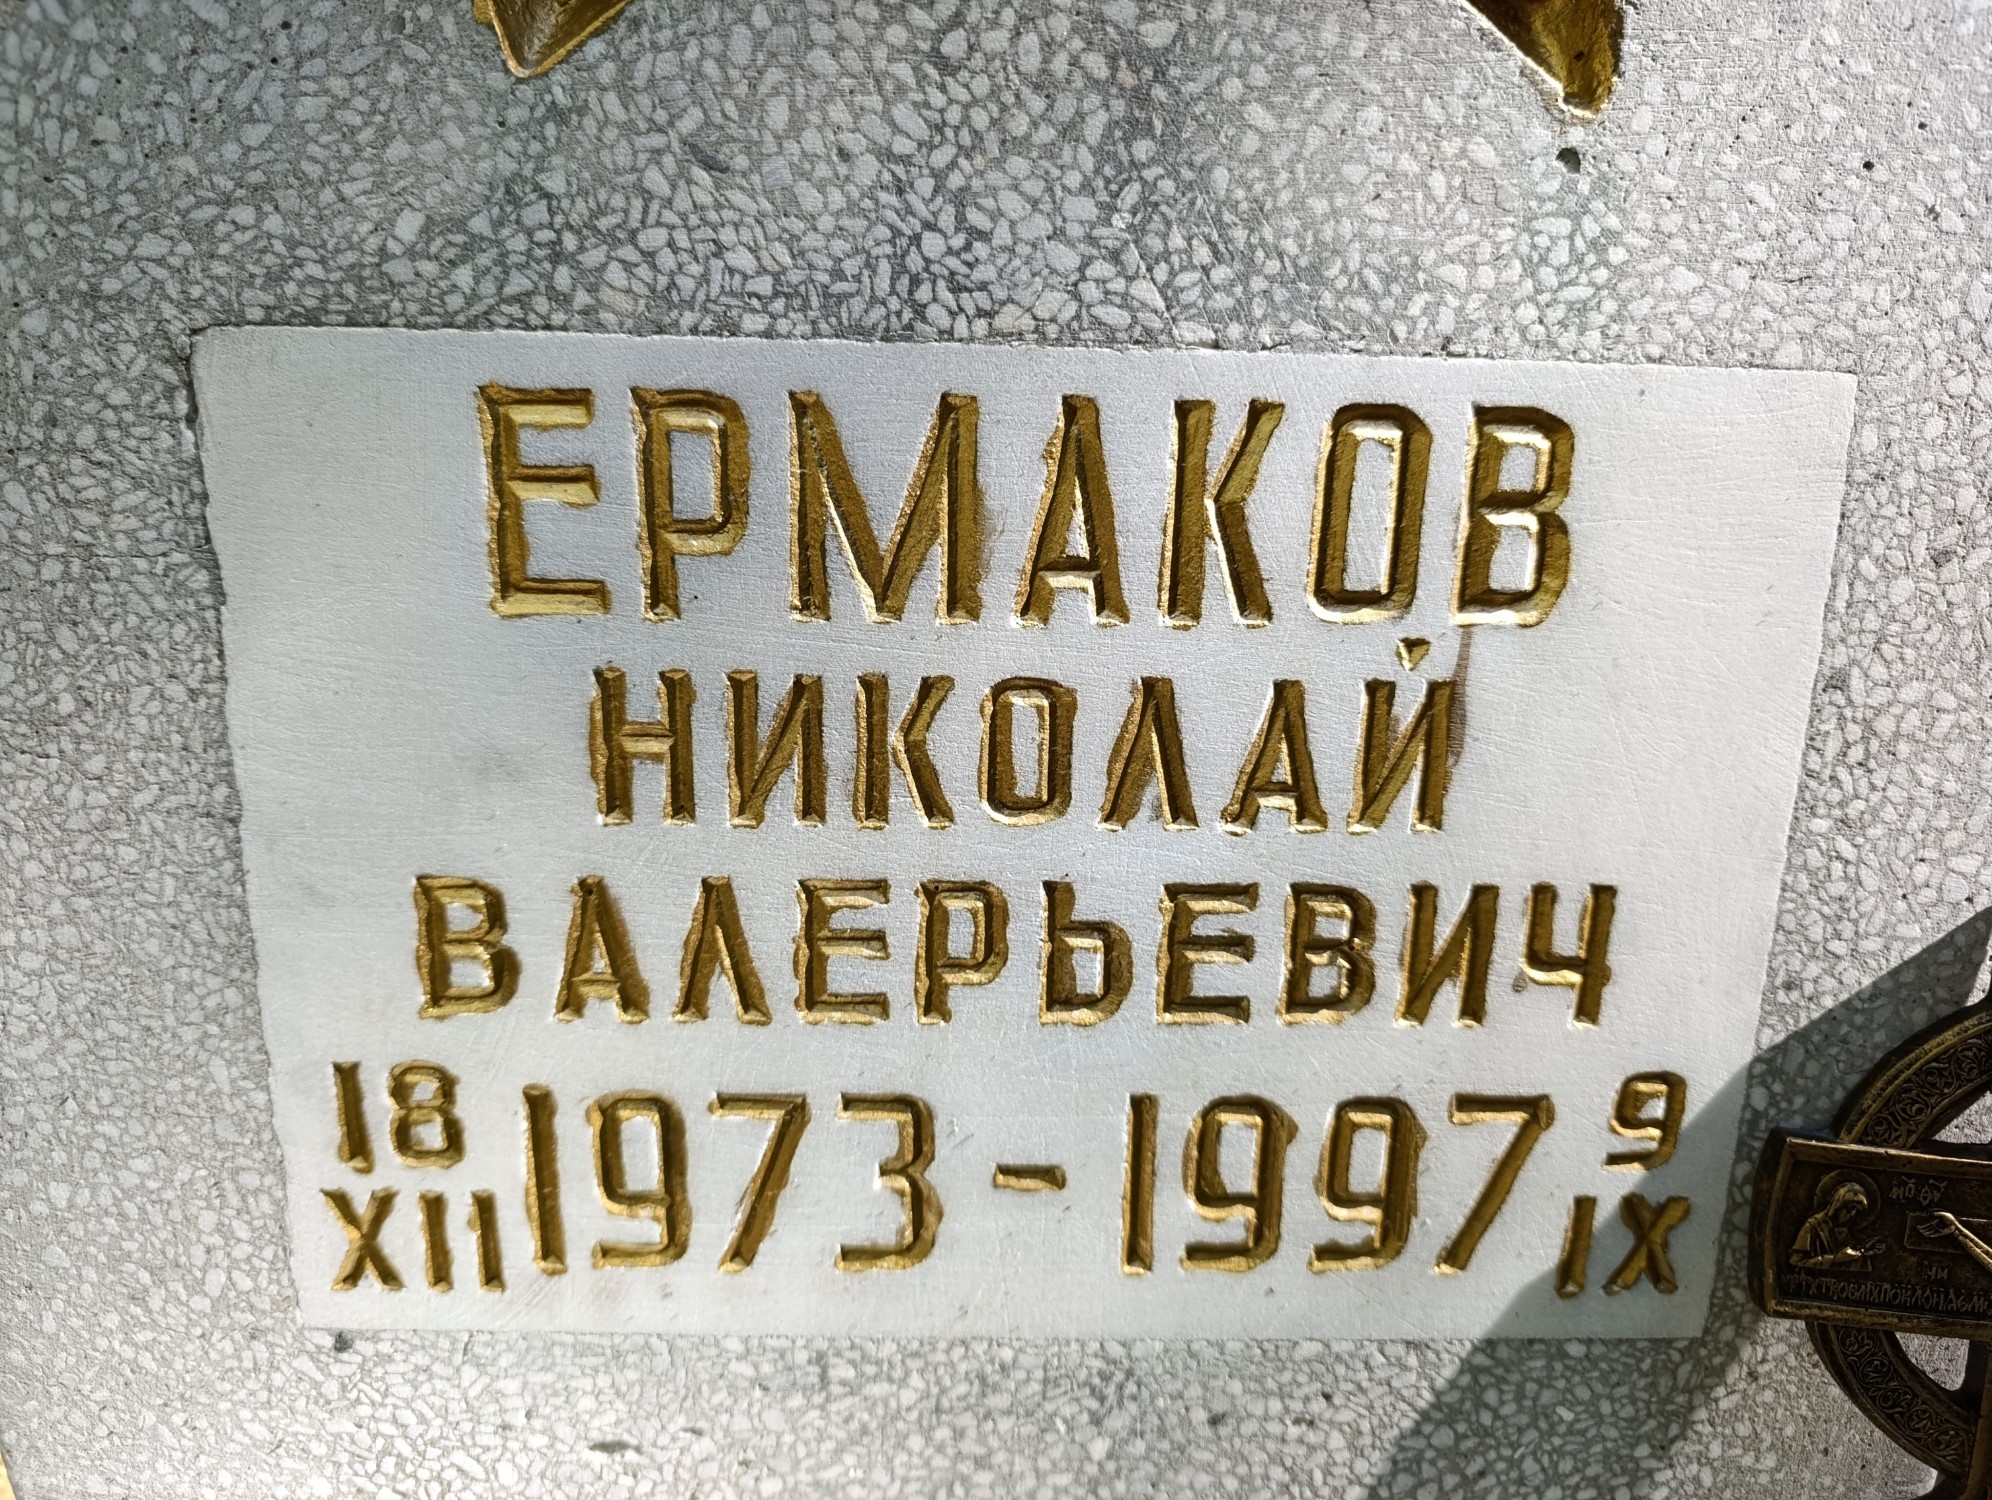 ЕРМАКОВ
НИКОЛАЙ
ВАЛЕРЬЕВИЧ
18 XII 1973 - 1997 9 IX